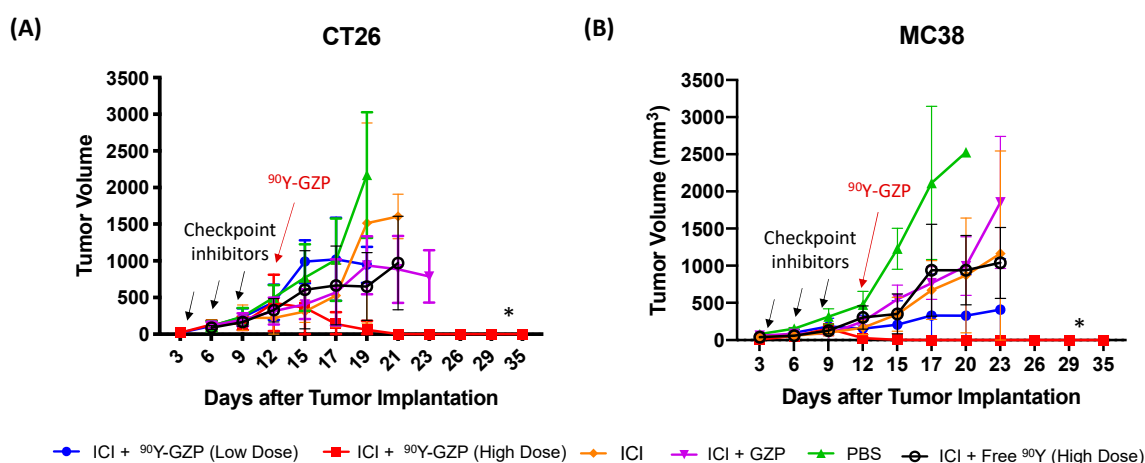 (A)
CT26
Tumor Volume
3500
3000
2500
2000
1500
1000
500
0
Checkpoint
inhibitors
⁹⁰Y-GZP
*
3 6 9 12 15 17 19 21 23 26 29 35
Days after Tumor Implantation
(B)
MC38
Tumor Volume (mm³)
3500
3000
2500
2000
1500
1000
500
0
Checkpoint
inhibitors
⁹⁰Y-GZP
*
3 6 9 12 15 17 20 23 26 29 35
Days after Tumor Implantation
ICI + ⁹⁰Y-GZP (Low Dose) ICI + ⁹⁰Y-GZP (High Dose) ICI ICI + GZP PBS ICI + Free ⁹⁰Y (High Dose)